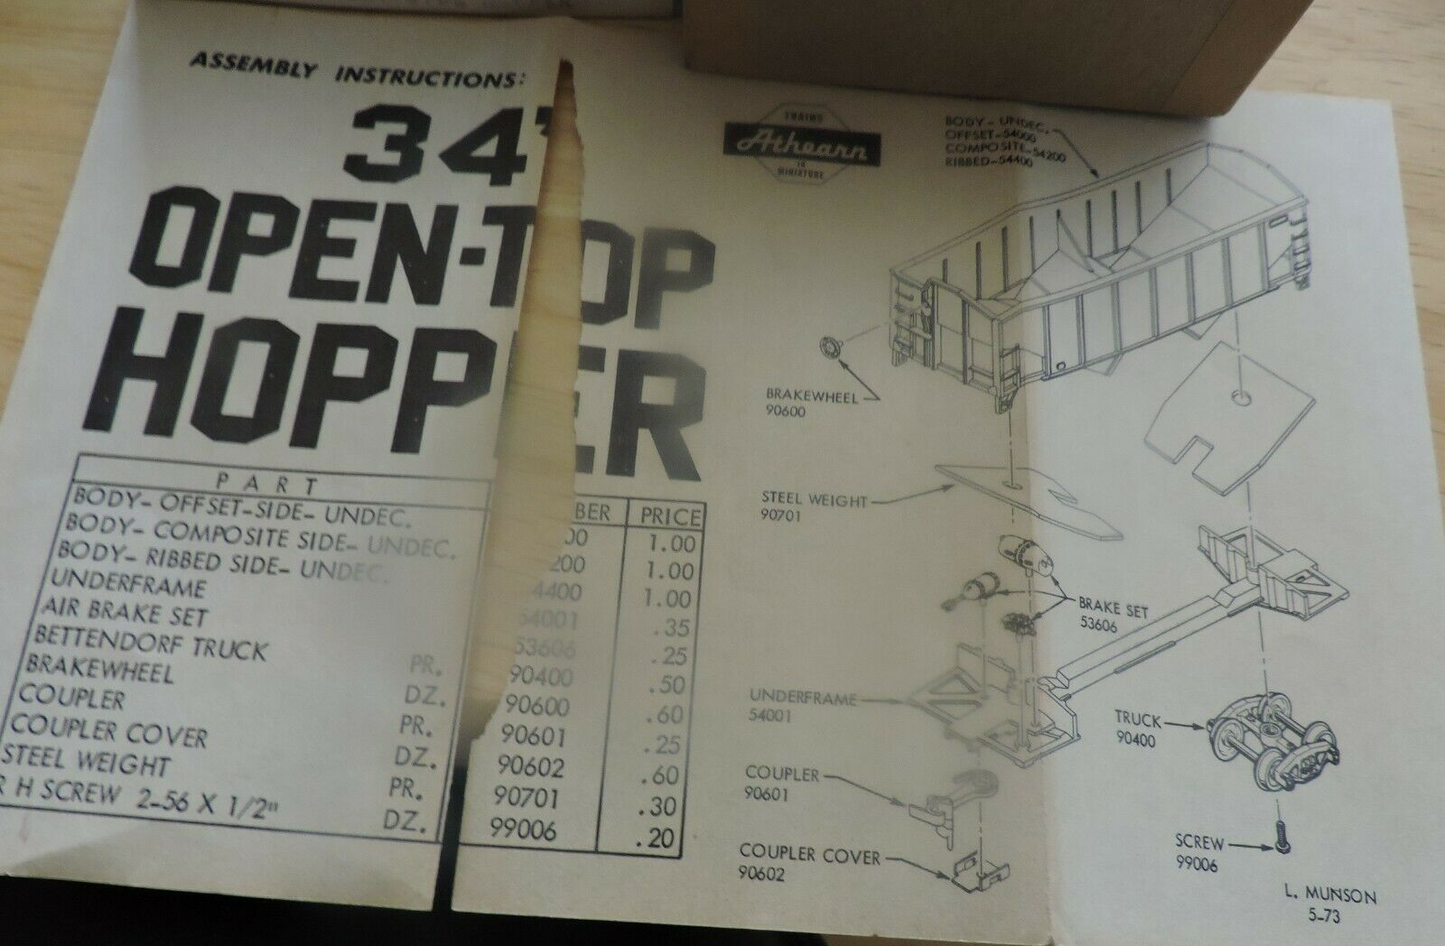 ASSEMBLY INSTRUCTIONS:
34'
OPEN-TOP
HOPPER
TRAINS
Athearn
IN
MINIATURE
BODY- UNDEC.
OFFSET-54000
COMPOSITE-54200
RIBBED-54400
BRAKEWHEEL
90600
STEEL WEIGHT
90701
BRAKE SET
53606
UNDERFRAME
54001
TRUCK
90400
COUPLER
90601
COUPLER COVER
90602
SCREW
99006
L. MUNSON
5-73
PART BER PRICE
BODY- OFFSET-SIDE- UNDEC. 00 1.00
BODY- COMPOSITE SIDE- UNDEC. 200 1.00
BODY- RIBBED SIDE- UNDEC. 4400 1.00
UNDERFRAME 54001 .35
AIR BRAKE SET 53606 .25
BETTENDORF TRUCK PR. 90400 .50
BRAKEWHEEL DZ. 90600 .60
COUPLER PR. 90601 .25
COUPLER COVER DZ. 90602 .60
STEEL WEIGHT PR. 90701 .30
R H SCREW 2-56 X 1/2" DZ. 99006 .20